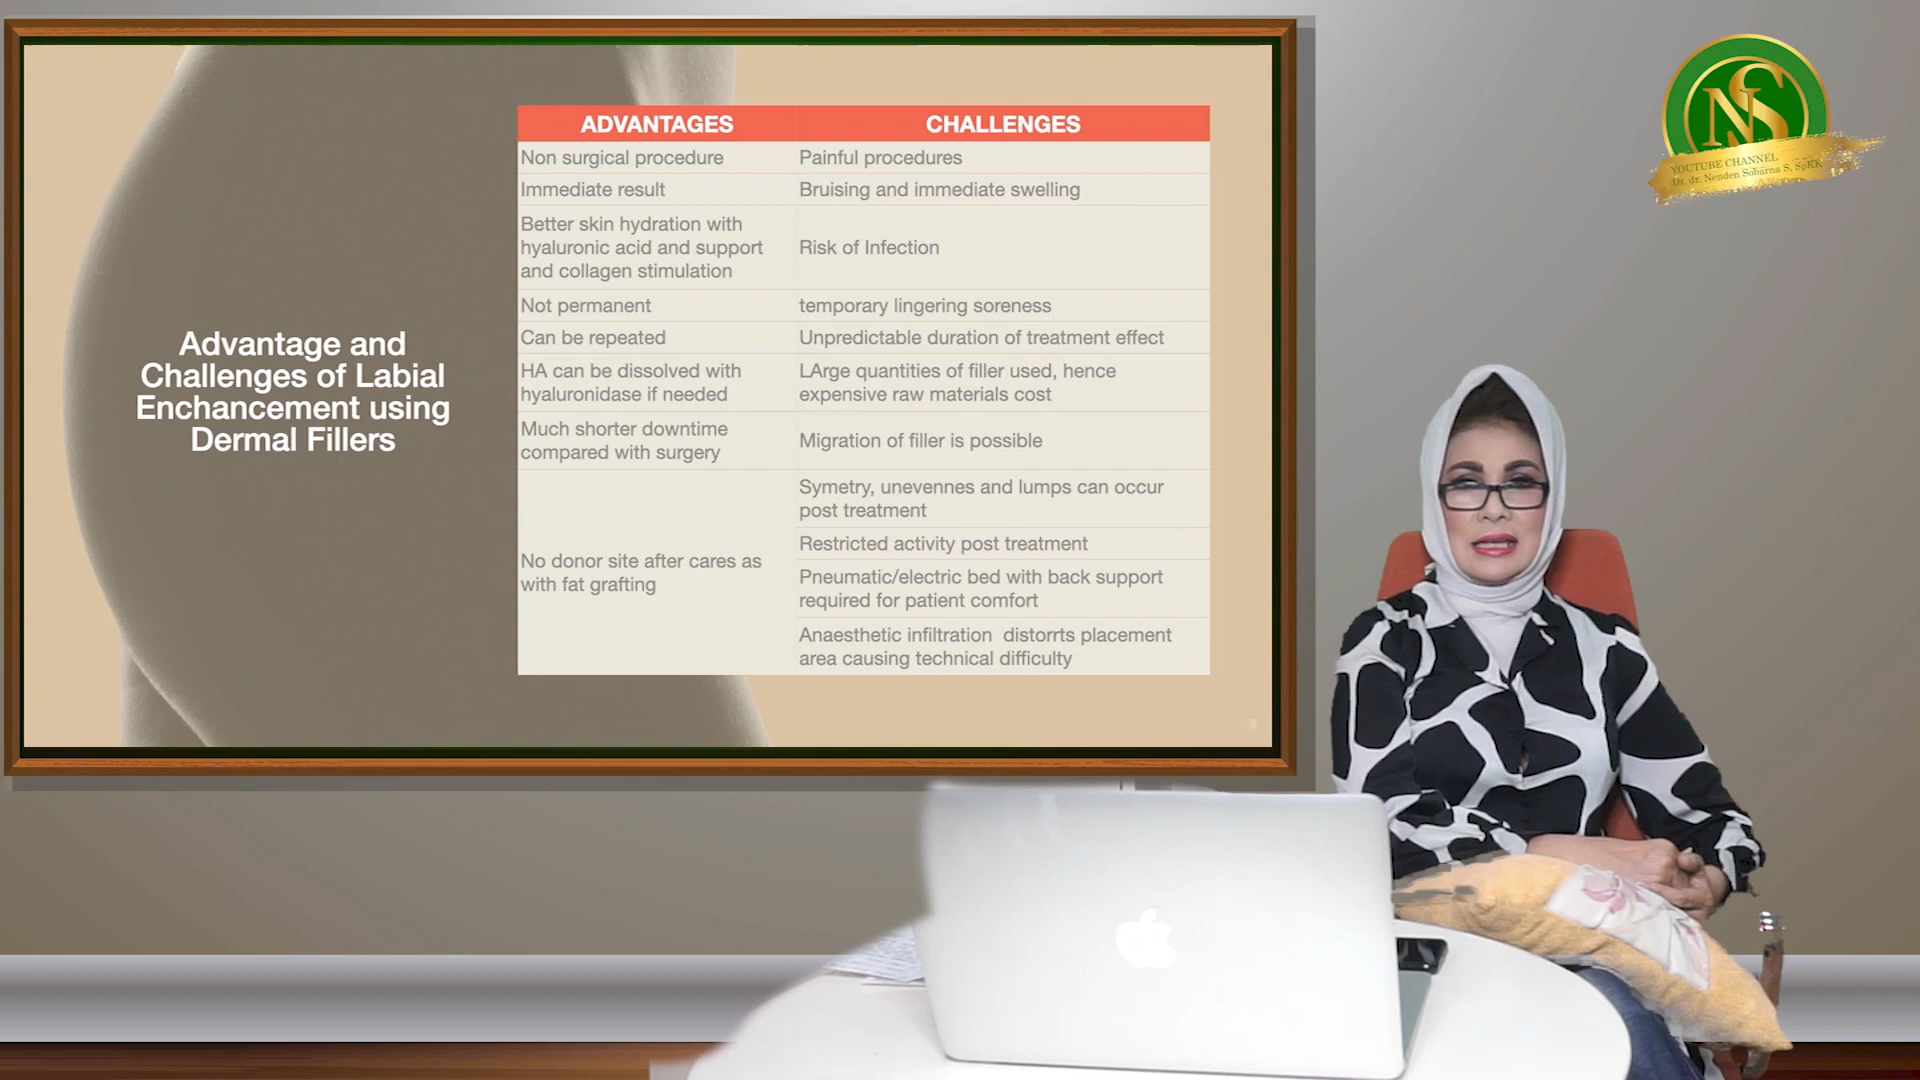 Advantage and
Challenges of Labial
Enchancement using
Dermal Fillers
ADVANTAGES
CHALLENGES
Non surgical procedure
Painful procedures
Immediate result
Bruising and immediate swelling
Better skin hydration with
hyaluronic acid and support
and collagen stimulation
Risk of Infection
Not permanent
temporary lingering soreness
Can be repeated
Unpredictable duration of treatment effect
HA can be dissolved with
hyaluronidase if needed
LArge quantities of filler used, hence
expensive raw materials cost
Much shorter downtime
compared with surgery
Migration of filler is possible
No donor site after cares as
with fat grafting
Symetry, unevennes and lumps can occur
post treatment
Restricted activity post treatment
Pneumatic/electric bed with back support
required for patient comfort
Anaesthetic infiltration distorrts placement
area causing technical difficulty
NS
YOUTUBE CHANNEL
Dr. dr. Nenden Sobarna S, SpKK